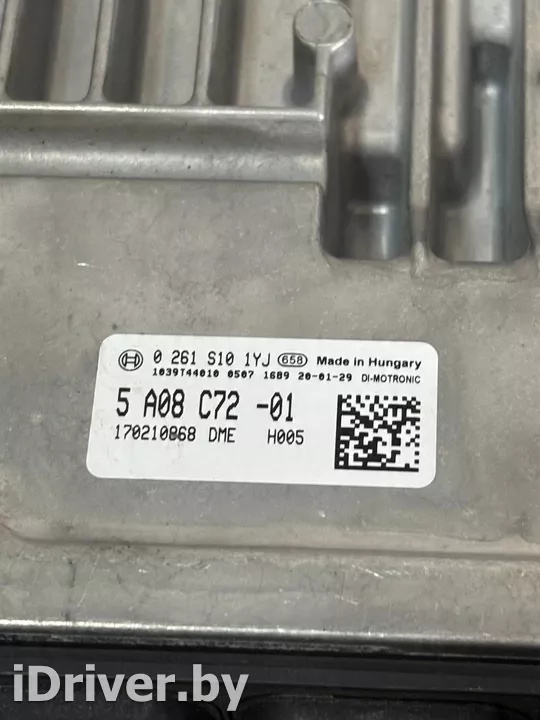 BOSCH 0 261 S10 1YJ 658 Made in Hungary
1039T44010 0507 1689 20-01-29 DI-MOTRONIC
5 A08 C72 -01
170210868 DME H005
iDriver.by